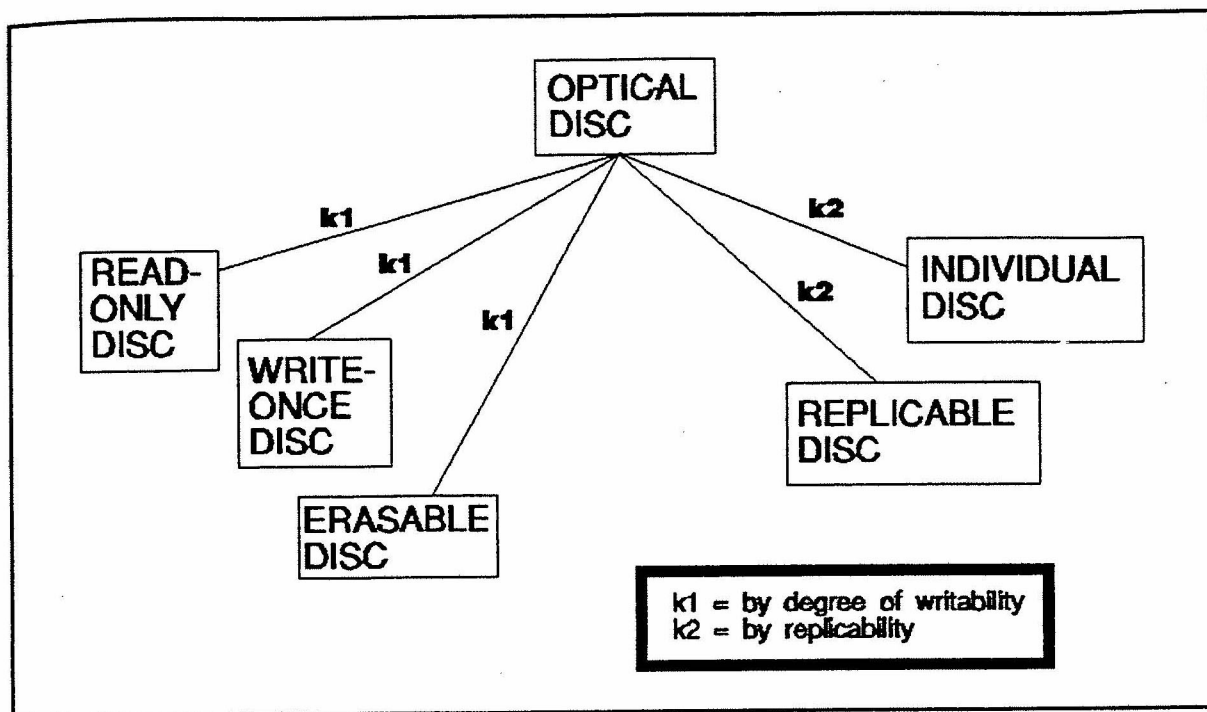 OPTICAL
DISC
k1
k1
k1
k2
k2
READ-
ONLY
DISC
WRITE-
ONCE
DISC
ERASABLE
DISC
INDIVIDUAL
DISC
REPLICABLE
DISC
k1 = by degree of writability
k2 = by replicability